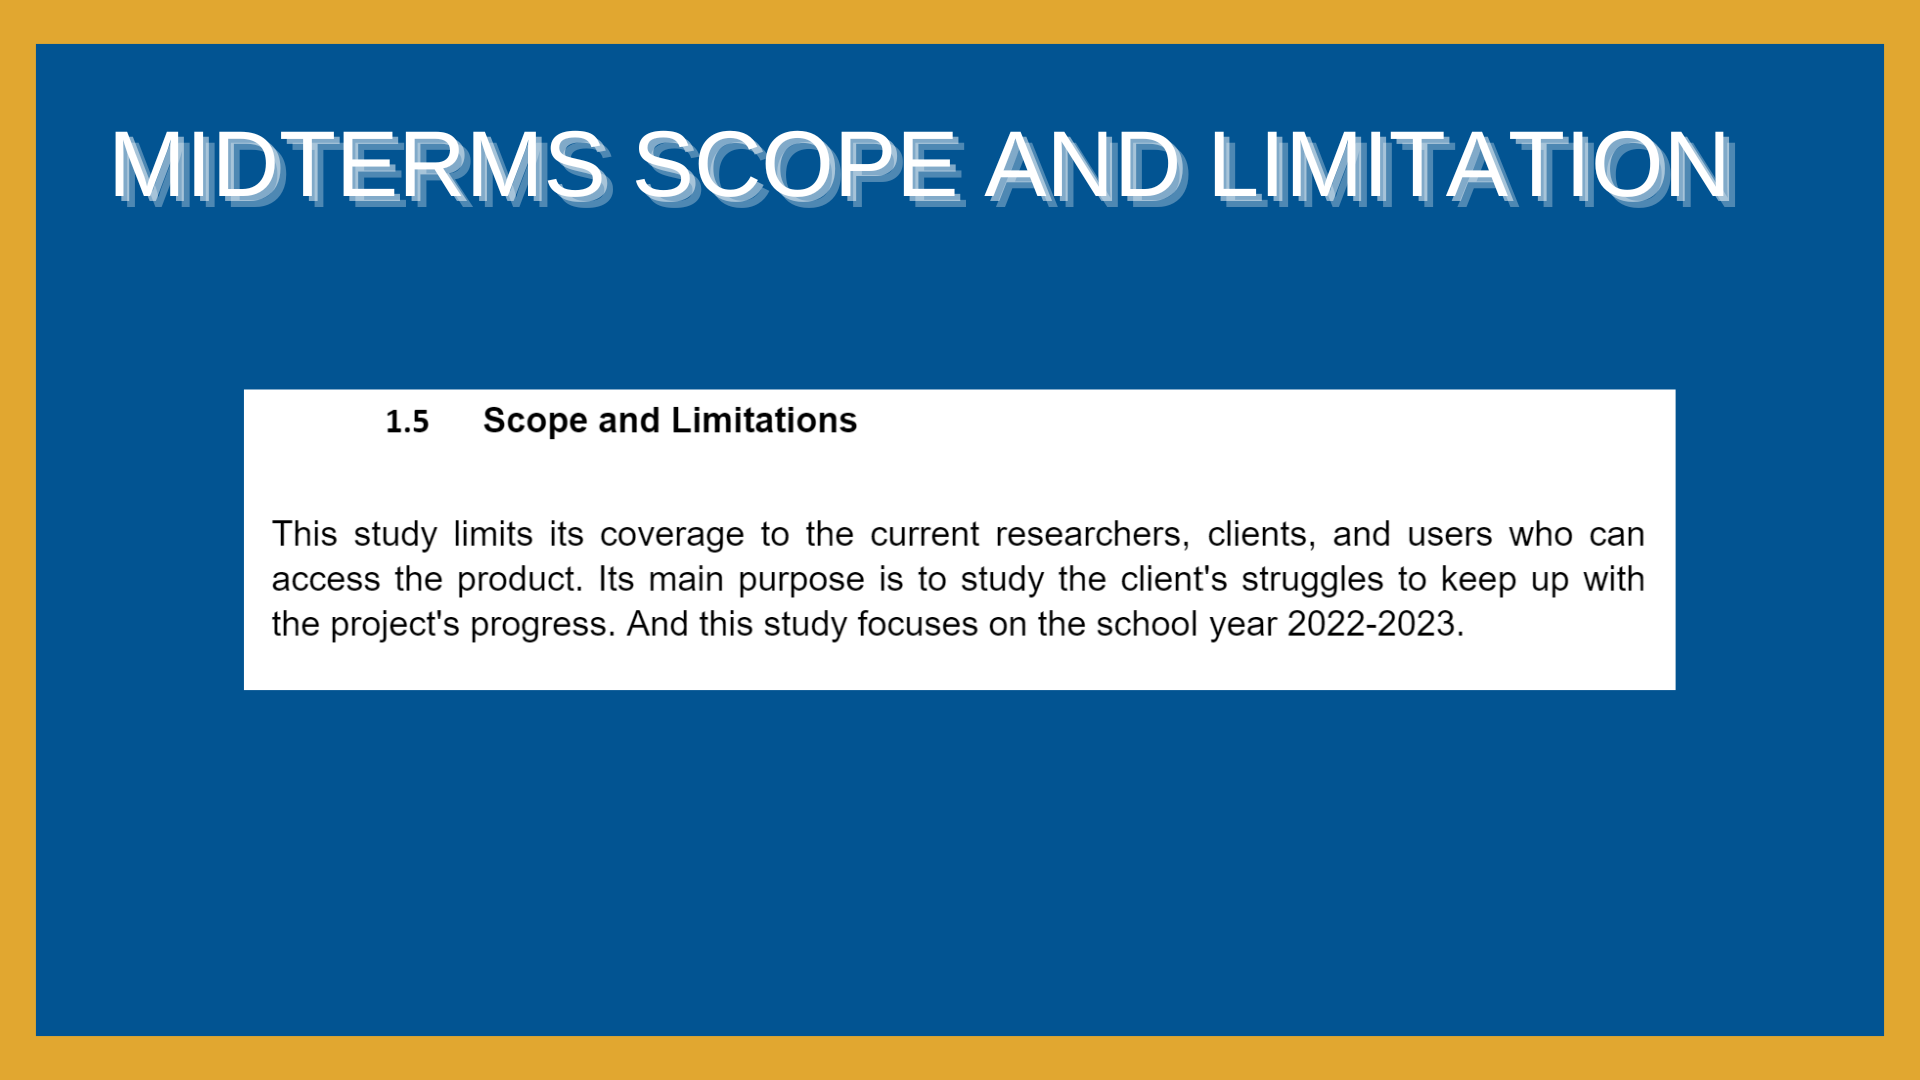 MIDTERMS SCOPE AND LIMITATION
1.5 Scope and Limitations
This study limits its coverage to the current researchers, clients, and users who can
access the product. Its main purpose is to study the client's struggles to keep up with
the project's progress. And this study focuses on the school year 2022-2023.